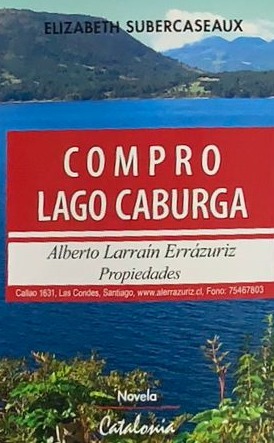 ELIZABETH SUBERCASEAUX
COMPRO
LAGO CABURGA
Alberto Larraín Errázuriz
Propiedades
Callao 1631, Las Condes, Santiago, www.alerrazuriz.cl, Fono: 75467803
Novela
Catalonia